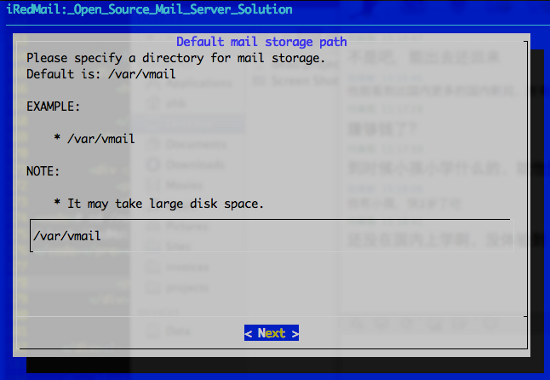 iRedMail:_Open_Source_Mail_Server_Solution
Default mail storage path
Please specify a directory for mail storage.
Default is: /var/vmail
EXAMPLE:
* /var/vmail
NOTE:
* It may take large disk space.
/var/vmail
< Next >